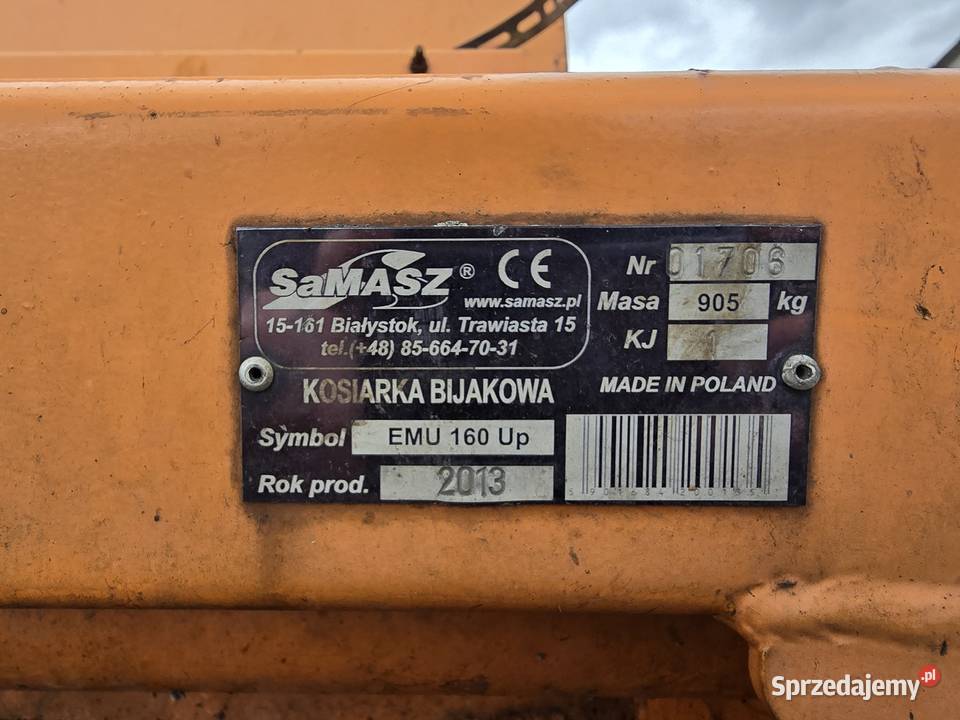 SaMASZ ® CE
www.samasz.pl
15-161 Białystok, ul. Trawiasta 15
tel.(+48) 85-664-70-31
Nr 01706
Masa 905 kg
KJ 1
KOSIARKA BIJAKOWA
MADE IN POLAND
Symbol EMU 160 Up
Rok prod. 2013
Sprzedajemy.pl